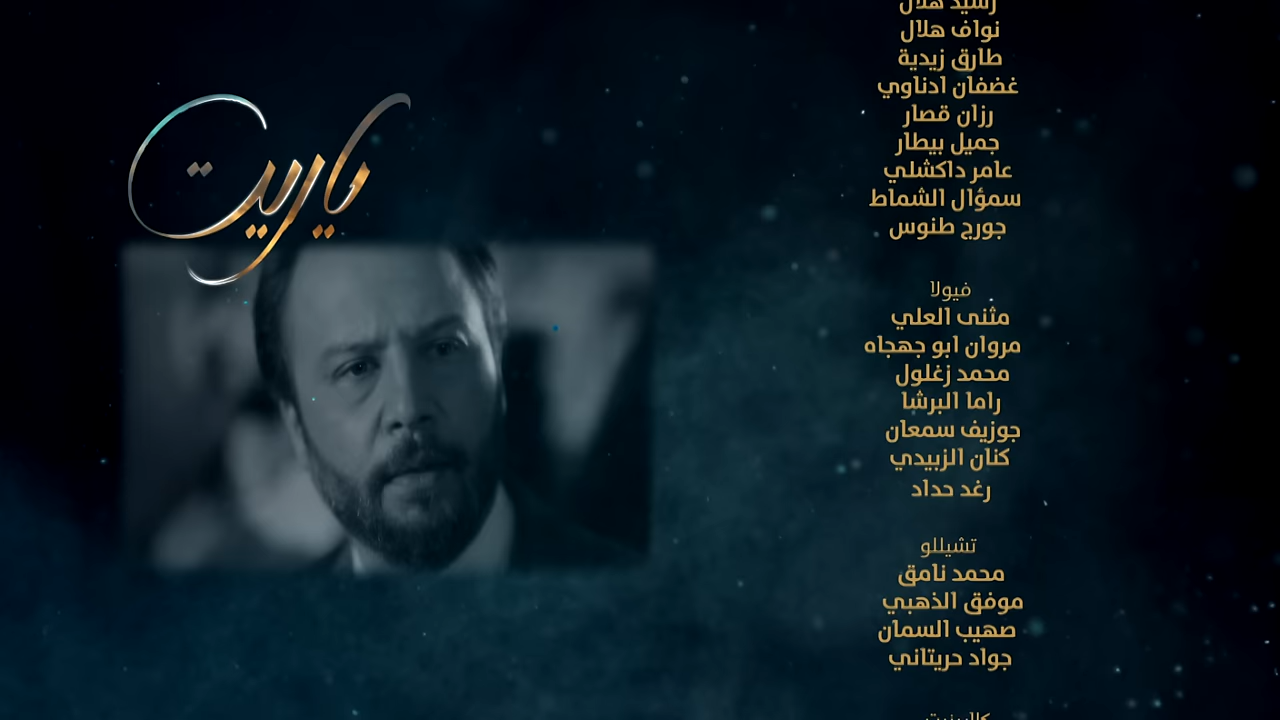 ياريت
رشيد هلال
نواف هلال
طارق زيدية
غضفان ادناوي
رزان قصار
جميل بيطار
عامر داكشلي
سمؤال الشماط
جورج طنوس
فيولا
مثنى العلي
مروان ابو جهجاه
محمد زغلول
راما البرشا
جوزيف سمعان
كنان الزبيدي
رغد حداد
تشيللو
محمد نامق
موفق الذهبي
صهيب السمان
جواد حريتاني